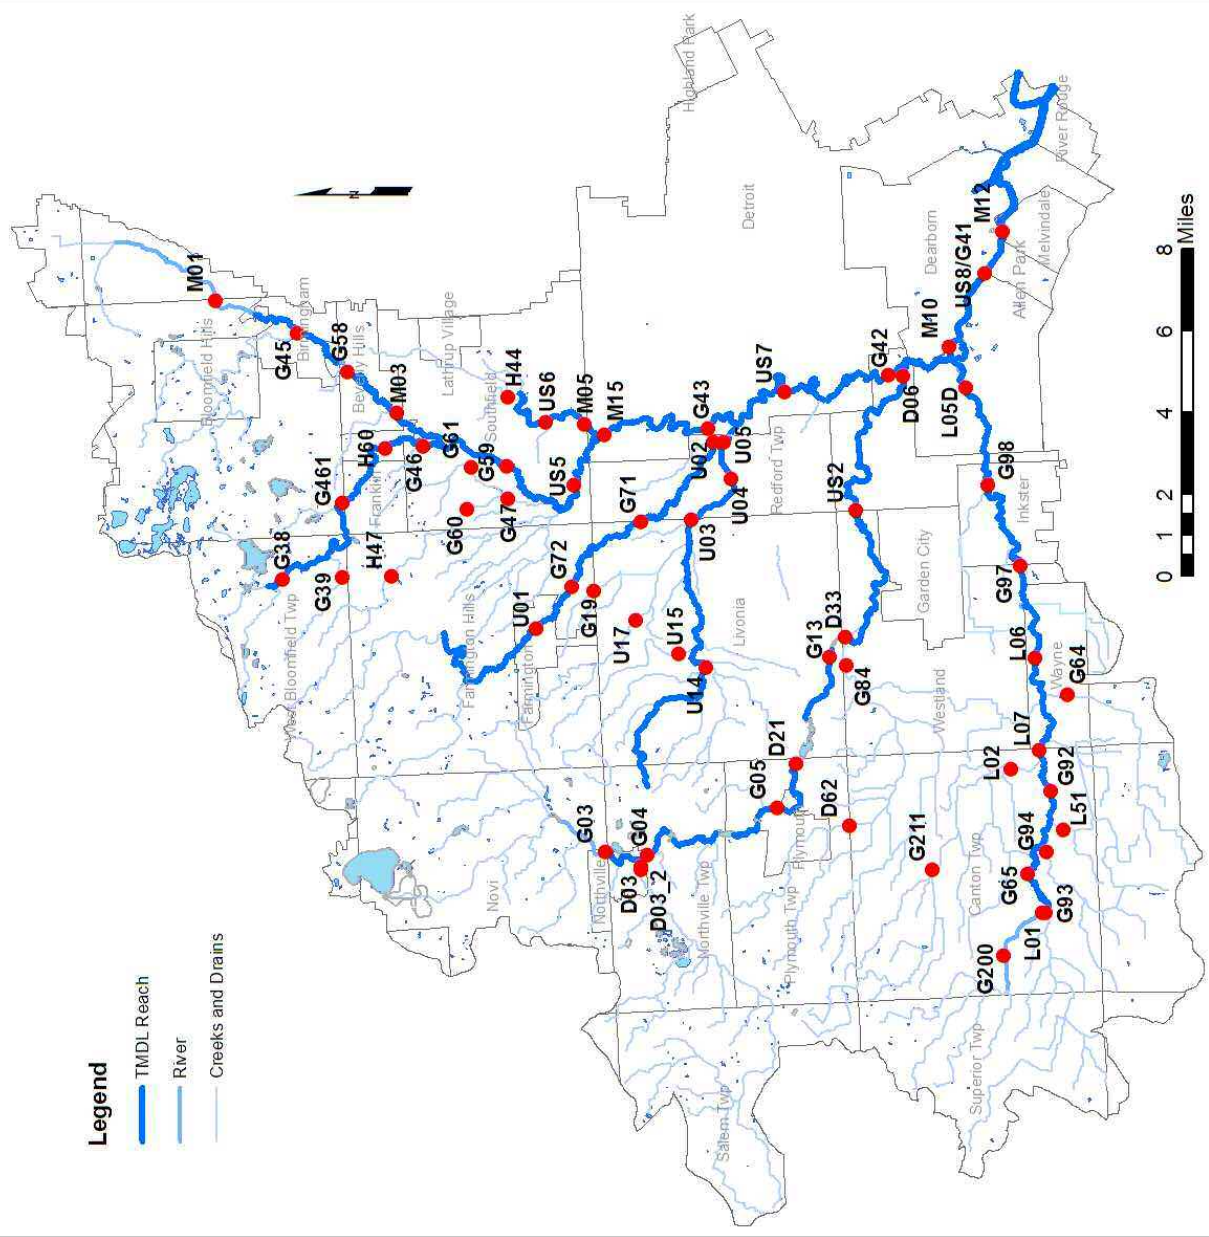 Legend
TMDL Reach
River
Creeks and Drains
M01
Bloomfield Hills
G45
Birmingham
G58
Beverly Hills
M03
Lathrup Village
H44
Southfield
G61
G59
H60
G46
G461
Franklin
G38
G39
H47
G60
G47
US5
US6
M05
M15
G43
US7
U02
U05
U04
U03
G71
G72
U01
G19
U17
U15
U14
West Bloomfield Twp
Farmington Hills
Farmington
Livonia
Redford Twp
Detroit
Highland Park
G42
D06
US2
D33
G13
G84
D21
G05
D62
G211
G03
G04
D03
D03_2
Novi
Northville
Northville Twp
Plymouth
Plymouth Twp
Salem Twp
Superior Twp
Canton Twp
Westland
Garden City
Inkster
Wayne
Dearborn
M10
US8/G41
M12
Allen Park
Melvindale
River Rouge
L05D
G98
G97
L06
G64
L07
L02
G92
L51
G94
G65
G93
L01
G200
N
0 1 2 4 6 8
Miles